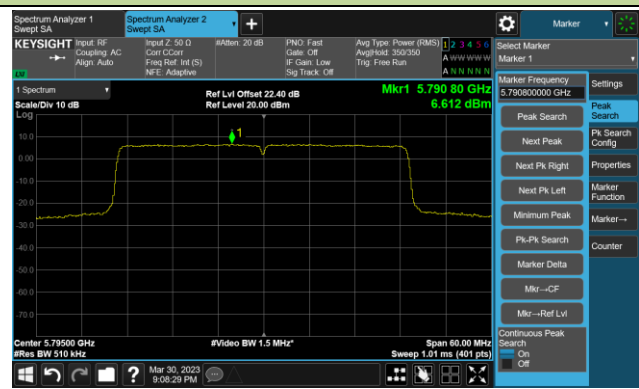 Spectrum Analyzer 1
Swept SA
Spectrum Analyzer 2
Swept SA
+
Marker
KEYSIGHT
Input: RF
Coupling: AC
Align: Auto
Input Z: 50 Ω
Corr CCorr
Freq Ref: Int (S)
NFE: Adaptive
#Atten: 20 dB
PNO: Fast
Gate: Off
IF Gain: Low
Sig Track: Off
Avg Type: Power (RMS)
Avg|Hold: 350/350
Trig: Free Run
1 2 3 4 5 6
A W W W W W
A N N N N N
LW
Select Marker
Marker 1
1 Spectrum
Scale/Div 10 dB
Log
Ref Lvl Offset 22.40 dB
Ref Level 20.00 dBm
Mkr1 5.790 80 GHz
6.612 dBm
1
10.0
0.00
-10.0
-20.0
-30.0
-40.0
-50.0
-60.0
-70.0
Center 5.79500 GHz
#Res BW 510 kHz
#Video BW 1.5 MHz*
Span 60.00 MHz
Sweep 1.01 ms (401 pts)
Marker Frequency
5.790800000 GHz
Peak Search
Next Peak
Next Pk Right
Next Pk Left
Minimum Peak
Pk-Pk Search
Marker Delta
Mkr→CF
Mkr→Ref Lvl
Continuous Peak
Search
On
Off
Settings
Peak
Search
Pk Search
Config
Properties
Marker
Function
Marker→
Counter
?
Mar 30, 2023
9:08:29 PM